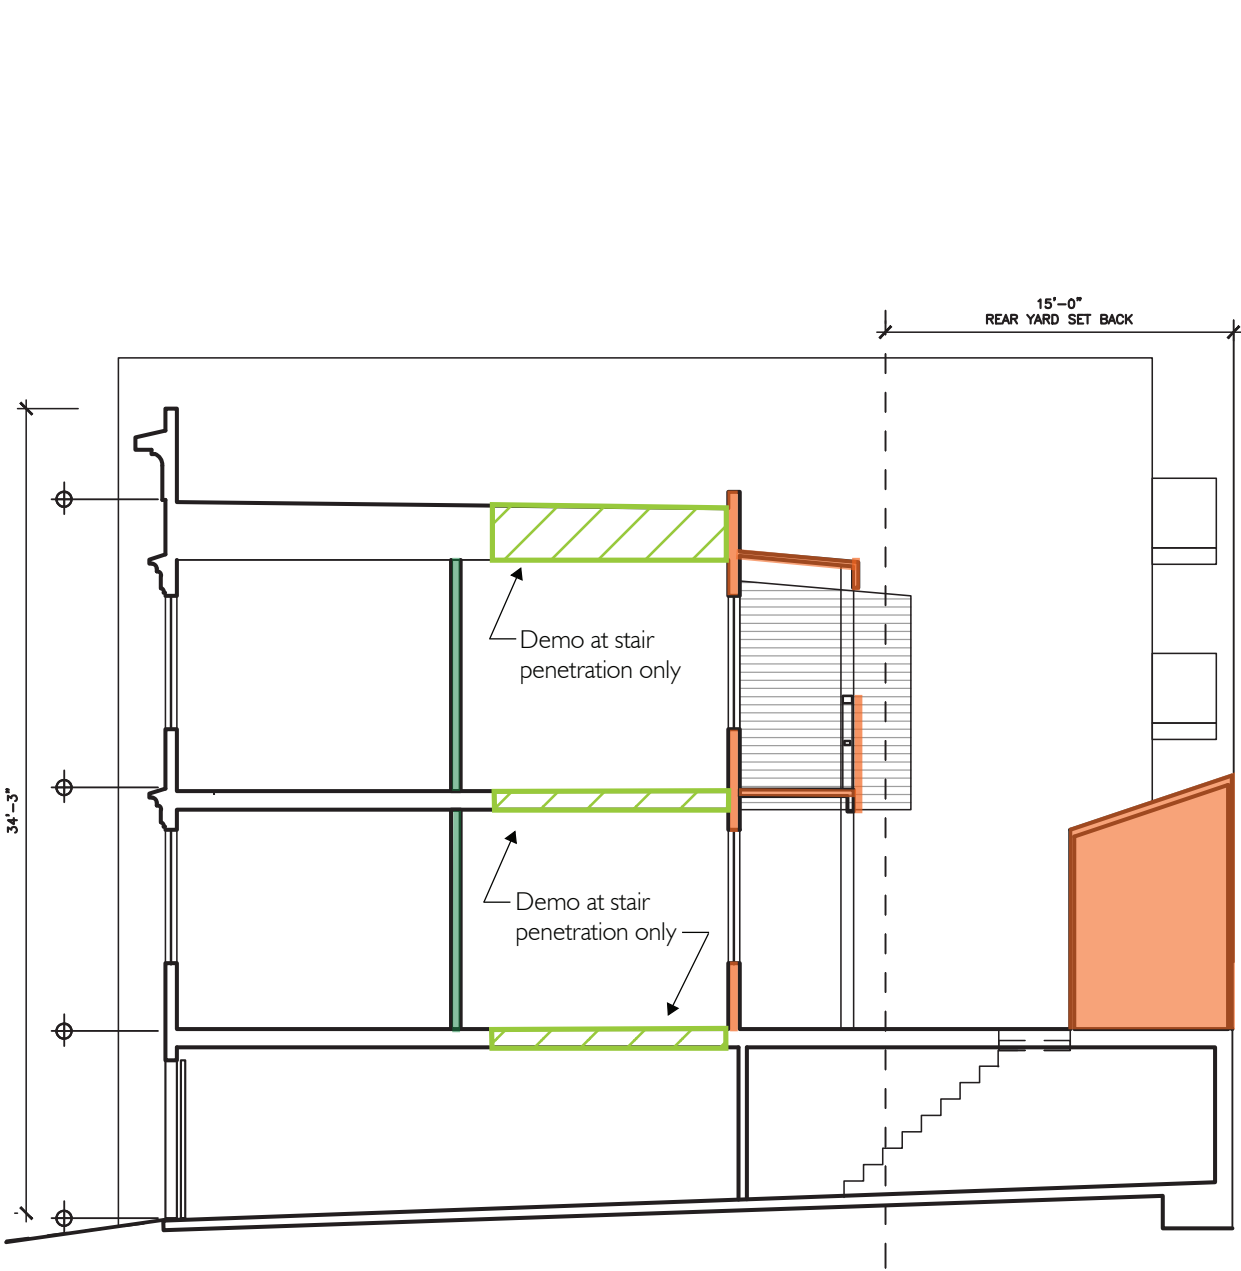 15'-0"
REAR YARD SET BACK
Demo at stair
penetration only
34'-3"
Demo at stair
penetration only